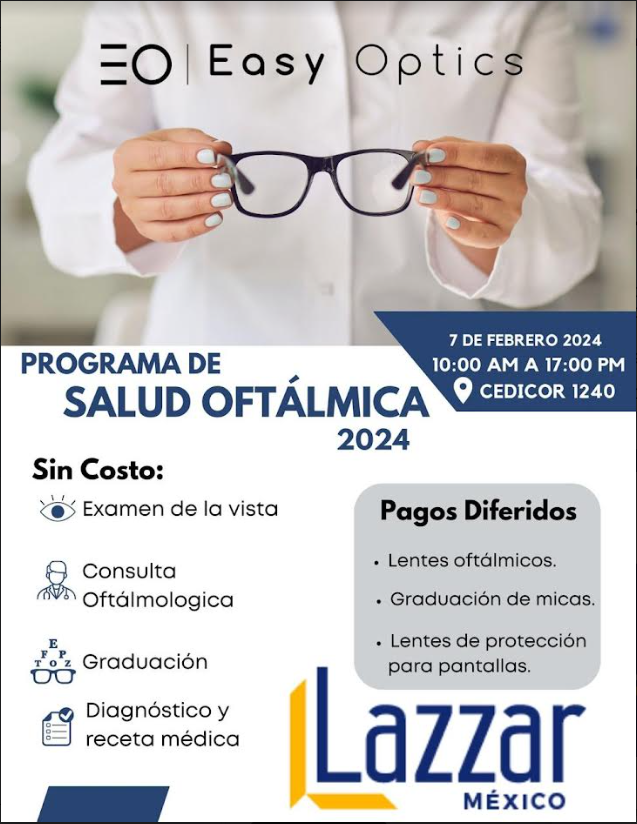 EO | Easy Optics
7 DE FEBRERO 2024
10:00 AM A 17:00 PM
CEDICOR 1240
PROGRAMA DE
SALUD OFTÁLMICA
2024
Sin Costo:
Examen de la vista
Consulta
Oftálmologica
E
F P
T O Z
Graduación
Diagnóstico y
receta médica
Pagos Diferidos
• Lentes oftálmicos.
• Graduación de micas.
• Lentes de protección
para pantallas.
Lazzar
MÉXICO